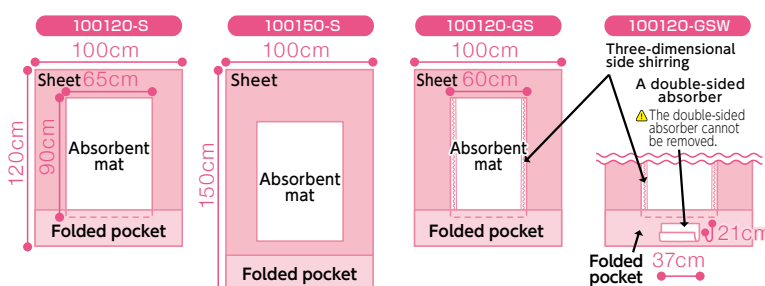 100120-S
100cm
Sheet 65cm
120cm
90cm
Absorbent
mat
Folded pocket
100150-S
100cm
Sheet
150cm
Absorbent
mat
Folded pocket
100120-GS
100cm
Sheet 60cm
Absorbent
mat
Folded pocket
100120-GSW
Three-dimensional
side shirring
A double-sided
absorber
⚠The double-sided
absorber cannot
be removed.
21cm
Folded
pocket
37cm